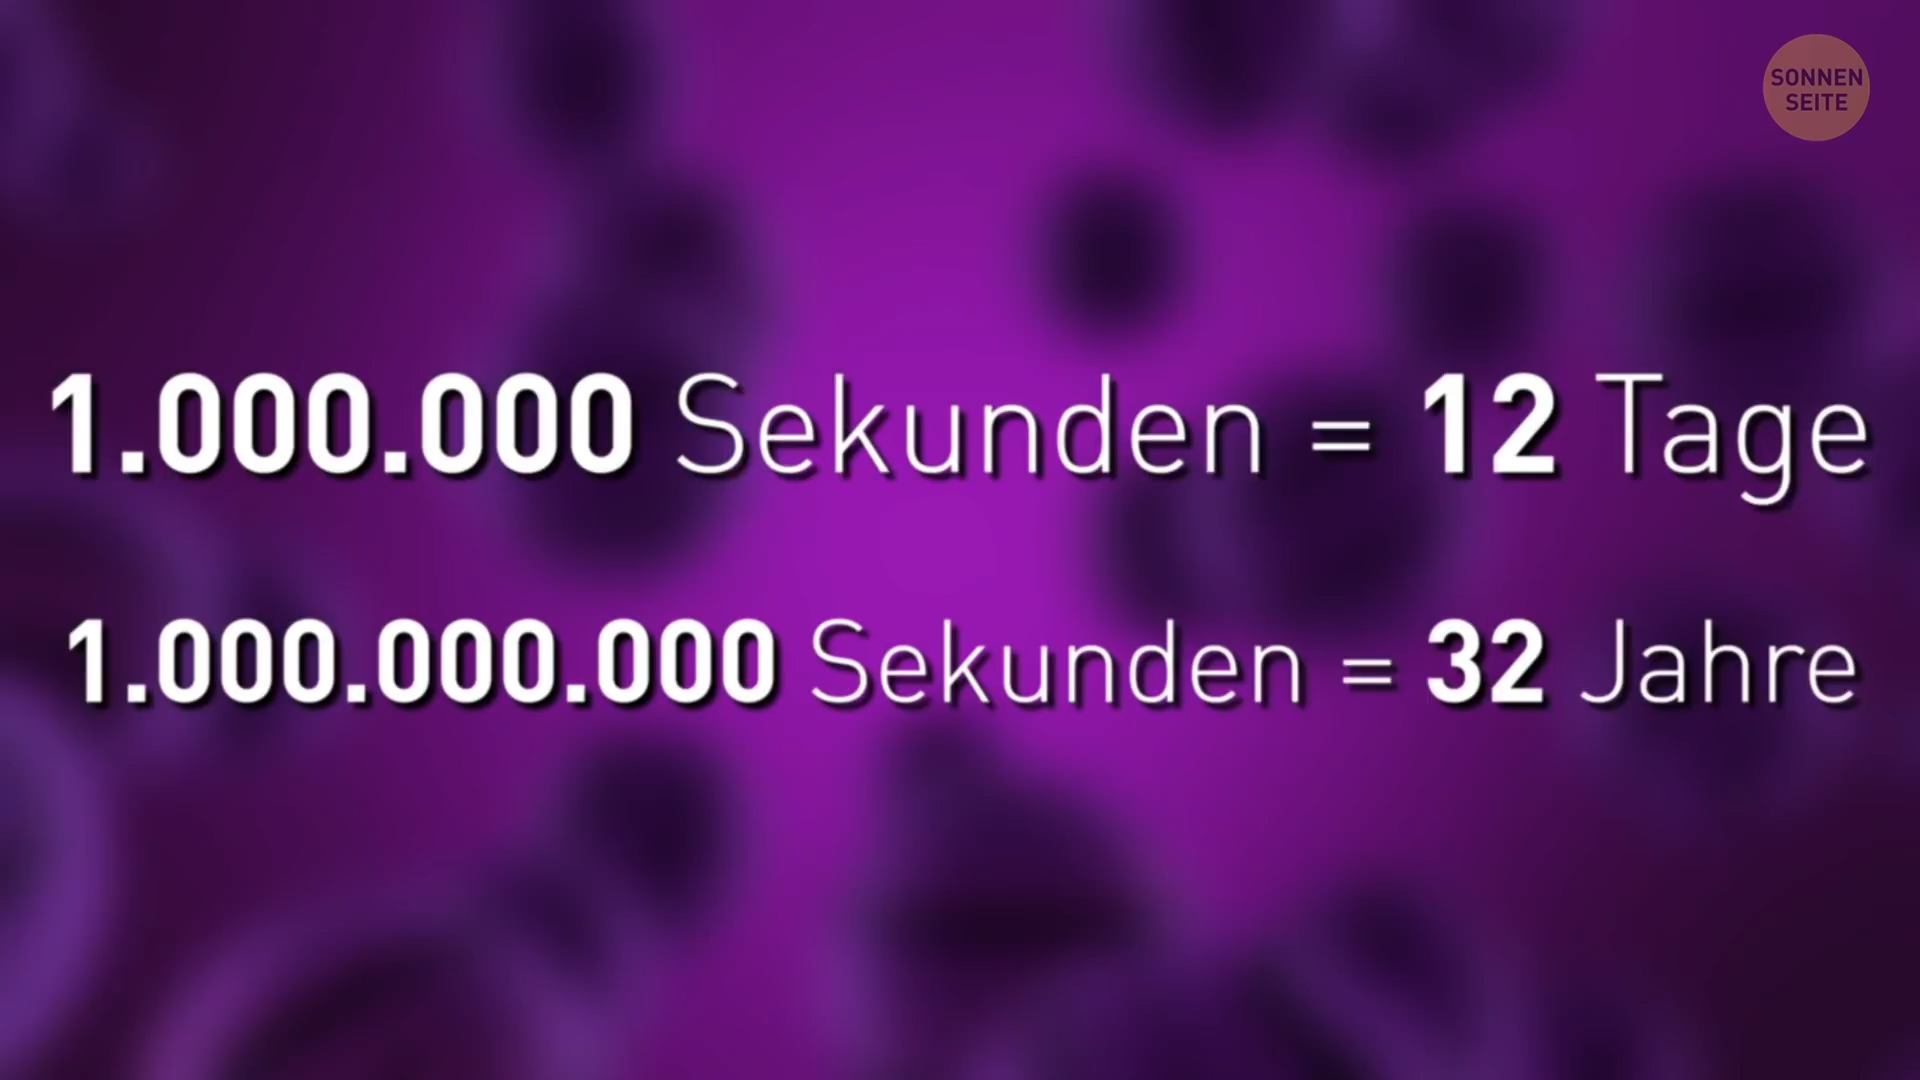 SONNEN
SEITE
1.000.000 Sekunden = 12 Tage
1.000.000.000 Sekunden = 32 Jahre